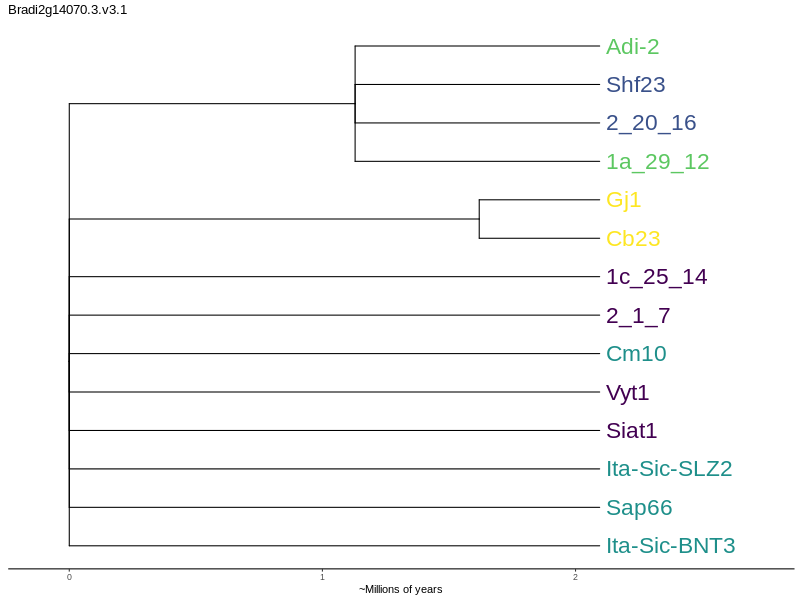 Bradi2g14070.3.v3.1
Adi-2
Shf23
2_20_16
1a_29_12
Gj1
Cb23
1c_25_14
2_1_7
Cm10
Vyt1
Siat1
Ita-Sic-SLZ2
Sap66
Ita-Sic-BNT3
0 1 2
~Millions of years